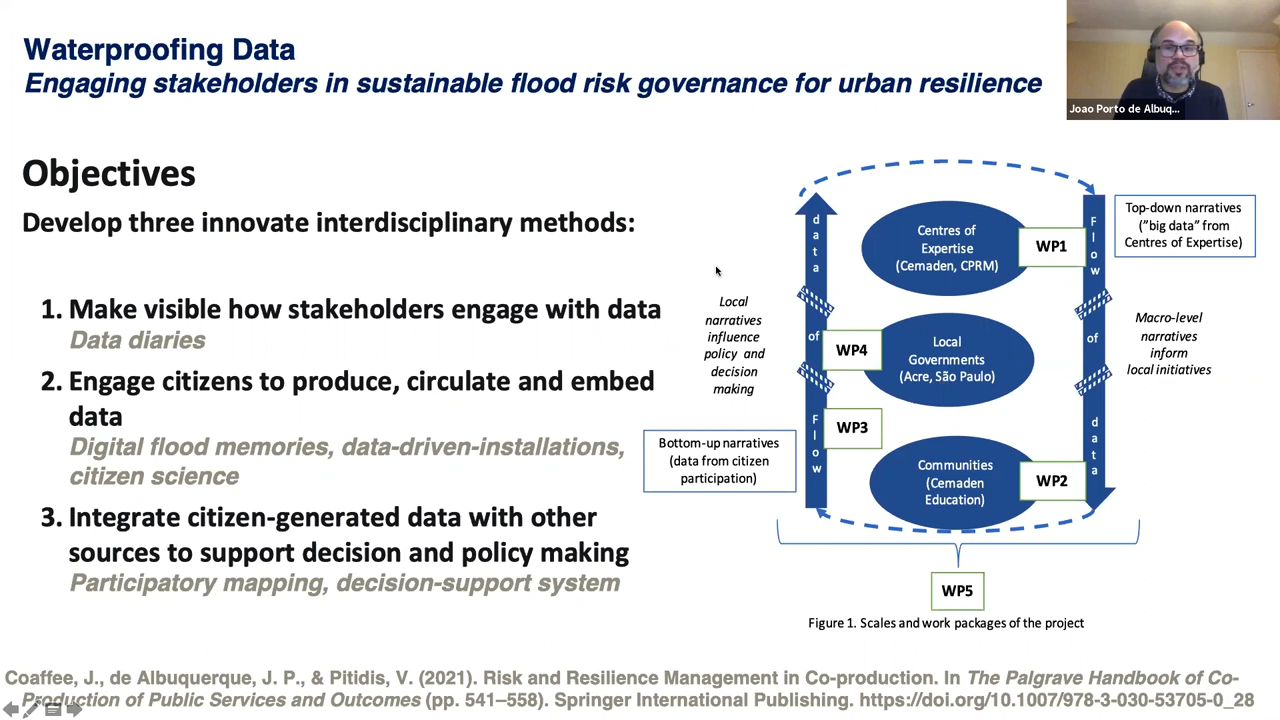 Waterproofing Data
Engaging stakeholders in sustainable flood risk governance for urban resilience
Joao Porto de Albuq...
Objectives
Develop three innovate interdisciplinary methods:
1. Make visible how stakeholders engage with data
Data diaries
2. Engage citizens to produce, circulate and embed
data
Digital flood memories, data-driven-installations,
citizen science
3. Integrate citizen-generated data with other
sources to support decision and policy making
Participatory mapping, decision-support system
Local
narratives
influence
policy and
decision
making
Bottom-up narratives
(data from citizen
participation)
Flow
of
data
Centres of
Expertise
(Cemaden, CPRM)
WP1
WP4
Local
Governments
(Acre, São Paulo)
WP3
Communities
(Cemaden
Education)
WP2
Flow
of
data
Top-down narratives
("big data" from
Centres of Expertise)
Macro-level
narratives
inform
local initiatives
WP5
Figure 1. Scales and work packages of the project
Coaffee, J., de Albuquerque, J. P., & Pitidis, V. (2021). Risk and Resilience Management in Co-production. In The Palgrave Handbook of Co-
Production of Public Services and Outcomes (pp. 541–558). Springer International Publishing. https://doi.org/10.1007/978-3-030-53705-0_28